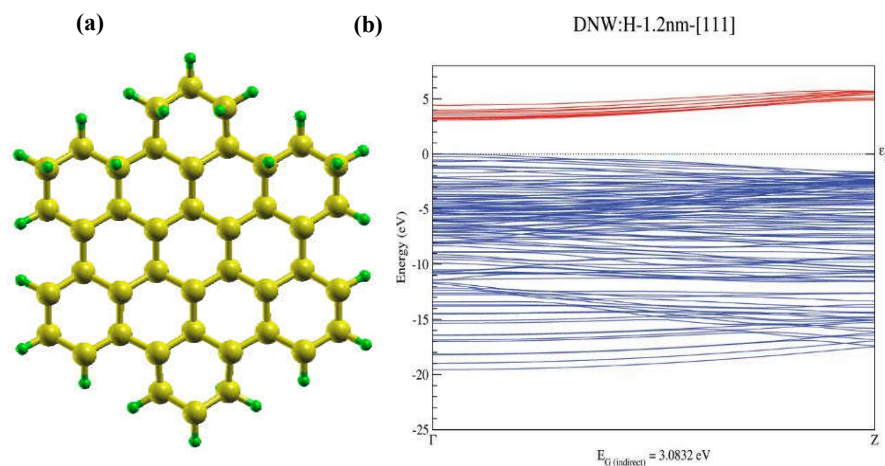 (a)
(b)
DNW:H-1.2nm-[111]
5
0
-5
-10
-15
-20
-25
Energy (eV)
ε
Γ
Z
E_G (indirect) = 3.0832 eV